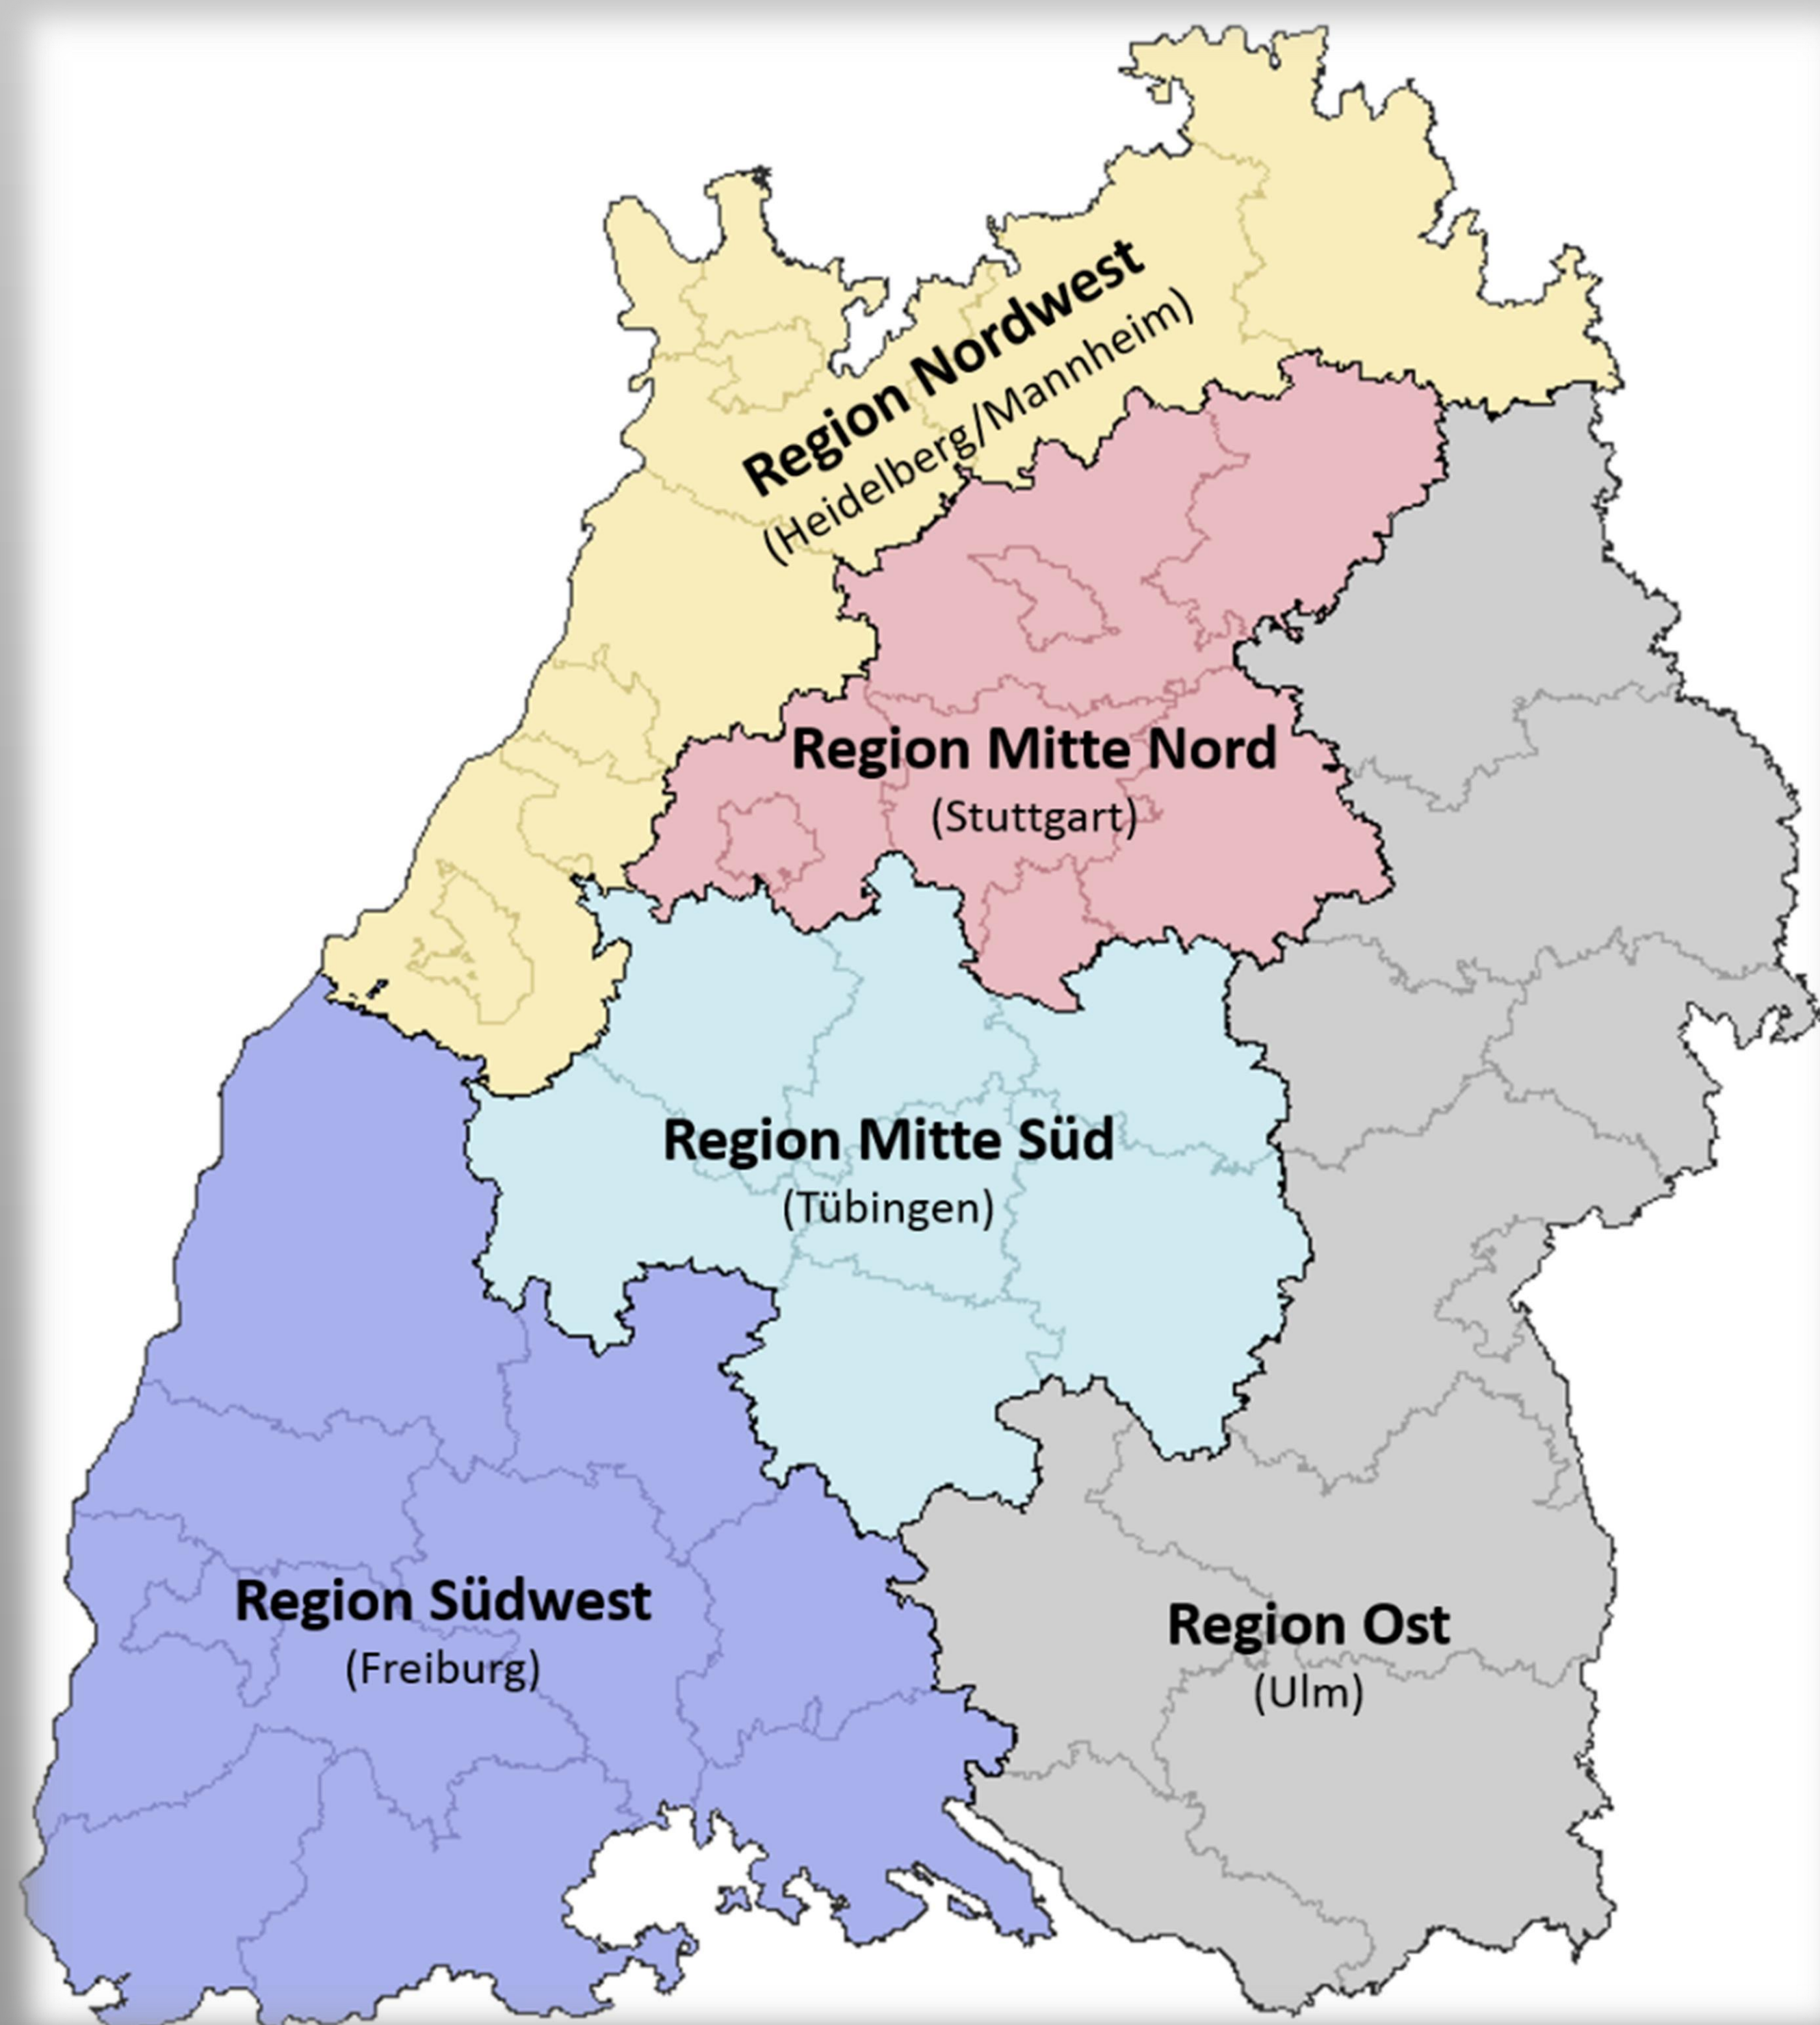 Region Nordwest
(Heidelberg/Mannheim)
Region Mitte Nord
(Stuttgart)
Region Mitte Süd
(Tübingen)
Region Südwest
(Freiburg)
Region Ost
(Ulm)